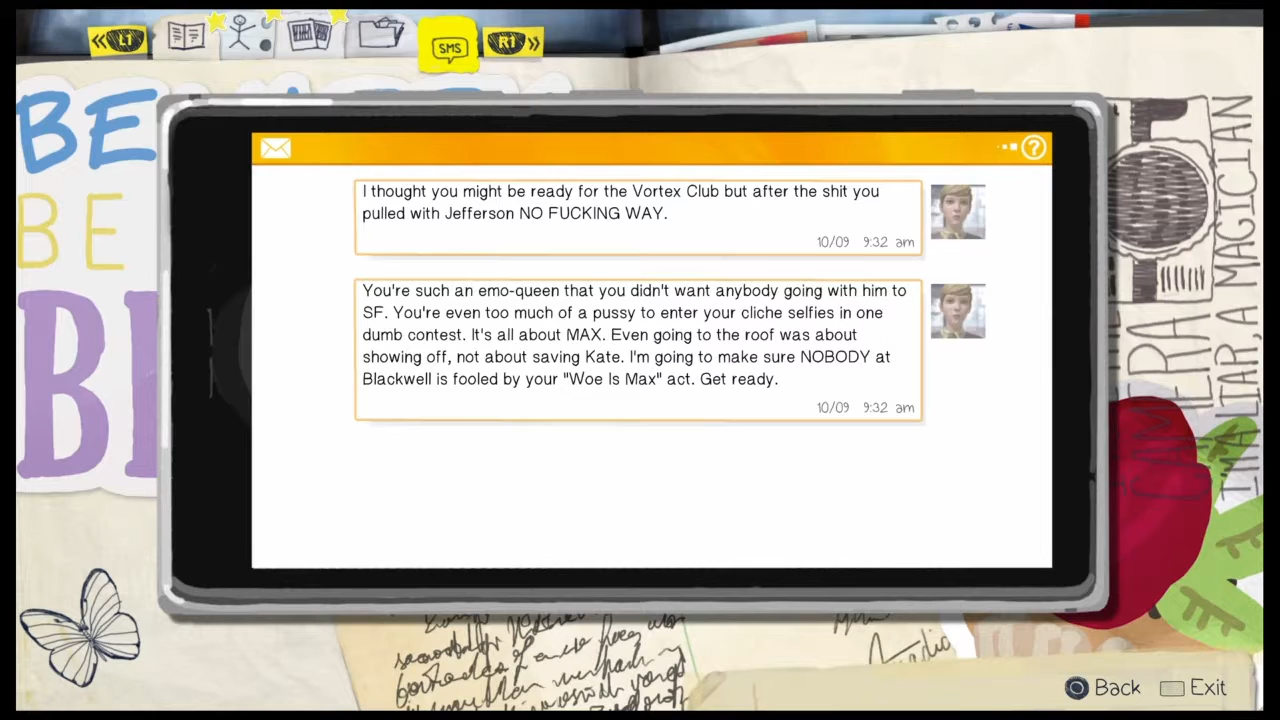 L1
SMS
R1
BE
BE
I thought you might be ready for the Vortex Club but after the shit you
pulled with Jefferson NO FUCKING WAY.
10/09 9:32 am
You're such an emo-queen that you didn't want anybody going with him to
SF. You're even too much of a pussy to enter your cliche selfies in one
dumb contest. It's all about MAX. Even going to the roof was about
showing off, not about saving Kate. I'm going to make sure NOBODY at
Blackwell is fooled by your "Woe Is Max" act. Get ready.
10/09 9:32 am
CAMERA
I'M A LIAR, A MAGICIAN
Back
Exit